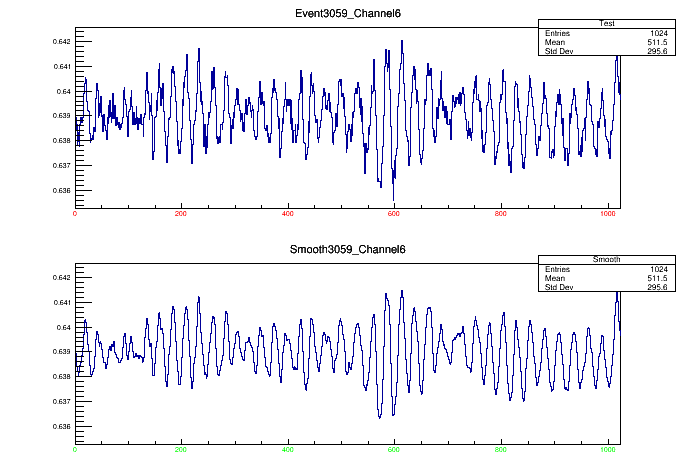 Event3059_Channel6
Test
Entries 1024
Mean 511.5
Std Dev 295.6
0.642
0.641
0.64
0.639
0.638
0.637
0.636
0 200 400 600 800 1000
Smooth3059_Channel6
Smooth
Entries 1024
Mean 511.5
Std Dev 295.6
0.642
0.641
0.64
0.639
0.638
0.637
0.636
0 200 400 600 800 1000